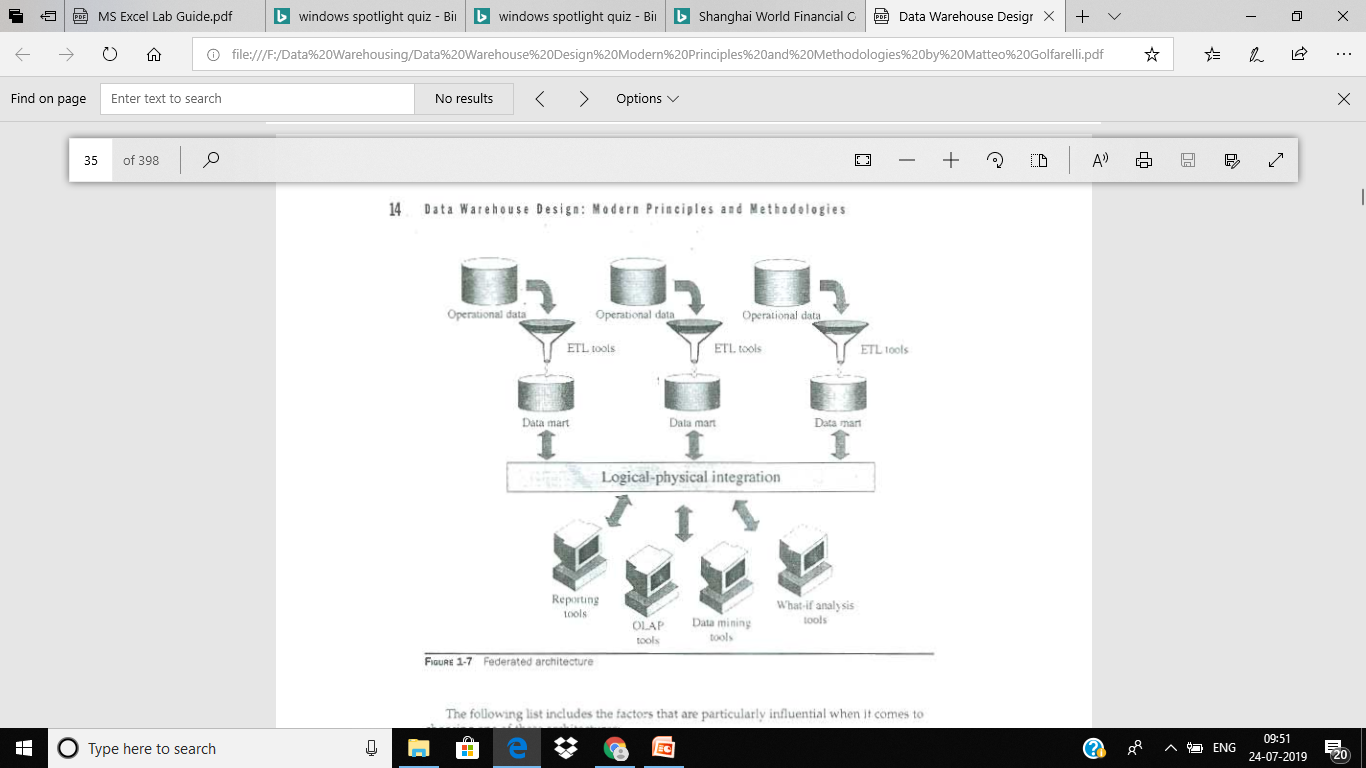 MS Excel Lab Guide.pdf
windows spotlight quiz - Bi
windows spotlight quiz - Bi
Shanghai World Financial C
Data Warehouse Design
file:///F:/Data%20Warehousing/Data%20Warehouse%20Design%20Modern%20Principles%20and%20Methodologies%20by%20Matteo%20Golfarelli.pdf
Find on page
Enter text to search
No results
Options
35
of 398
14 Data Warehouse Design: Modern Principles and Methodologies
Operational data
Operational data
Operational data
ETL tools
ETL tools
ETL tools
Data mart
Data mart
Data mart
Logical-physical integration
Reporting
tools
OLAP
tools
Data mining
tools
What-if analysis
tools
FIGURE 1-7 Federated architecture
The following list includes the factors that are particularly influential when it comes to
Type here to search
ENG
09:51
24-07-2019
20